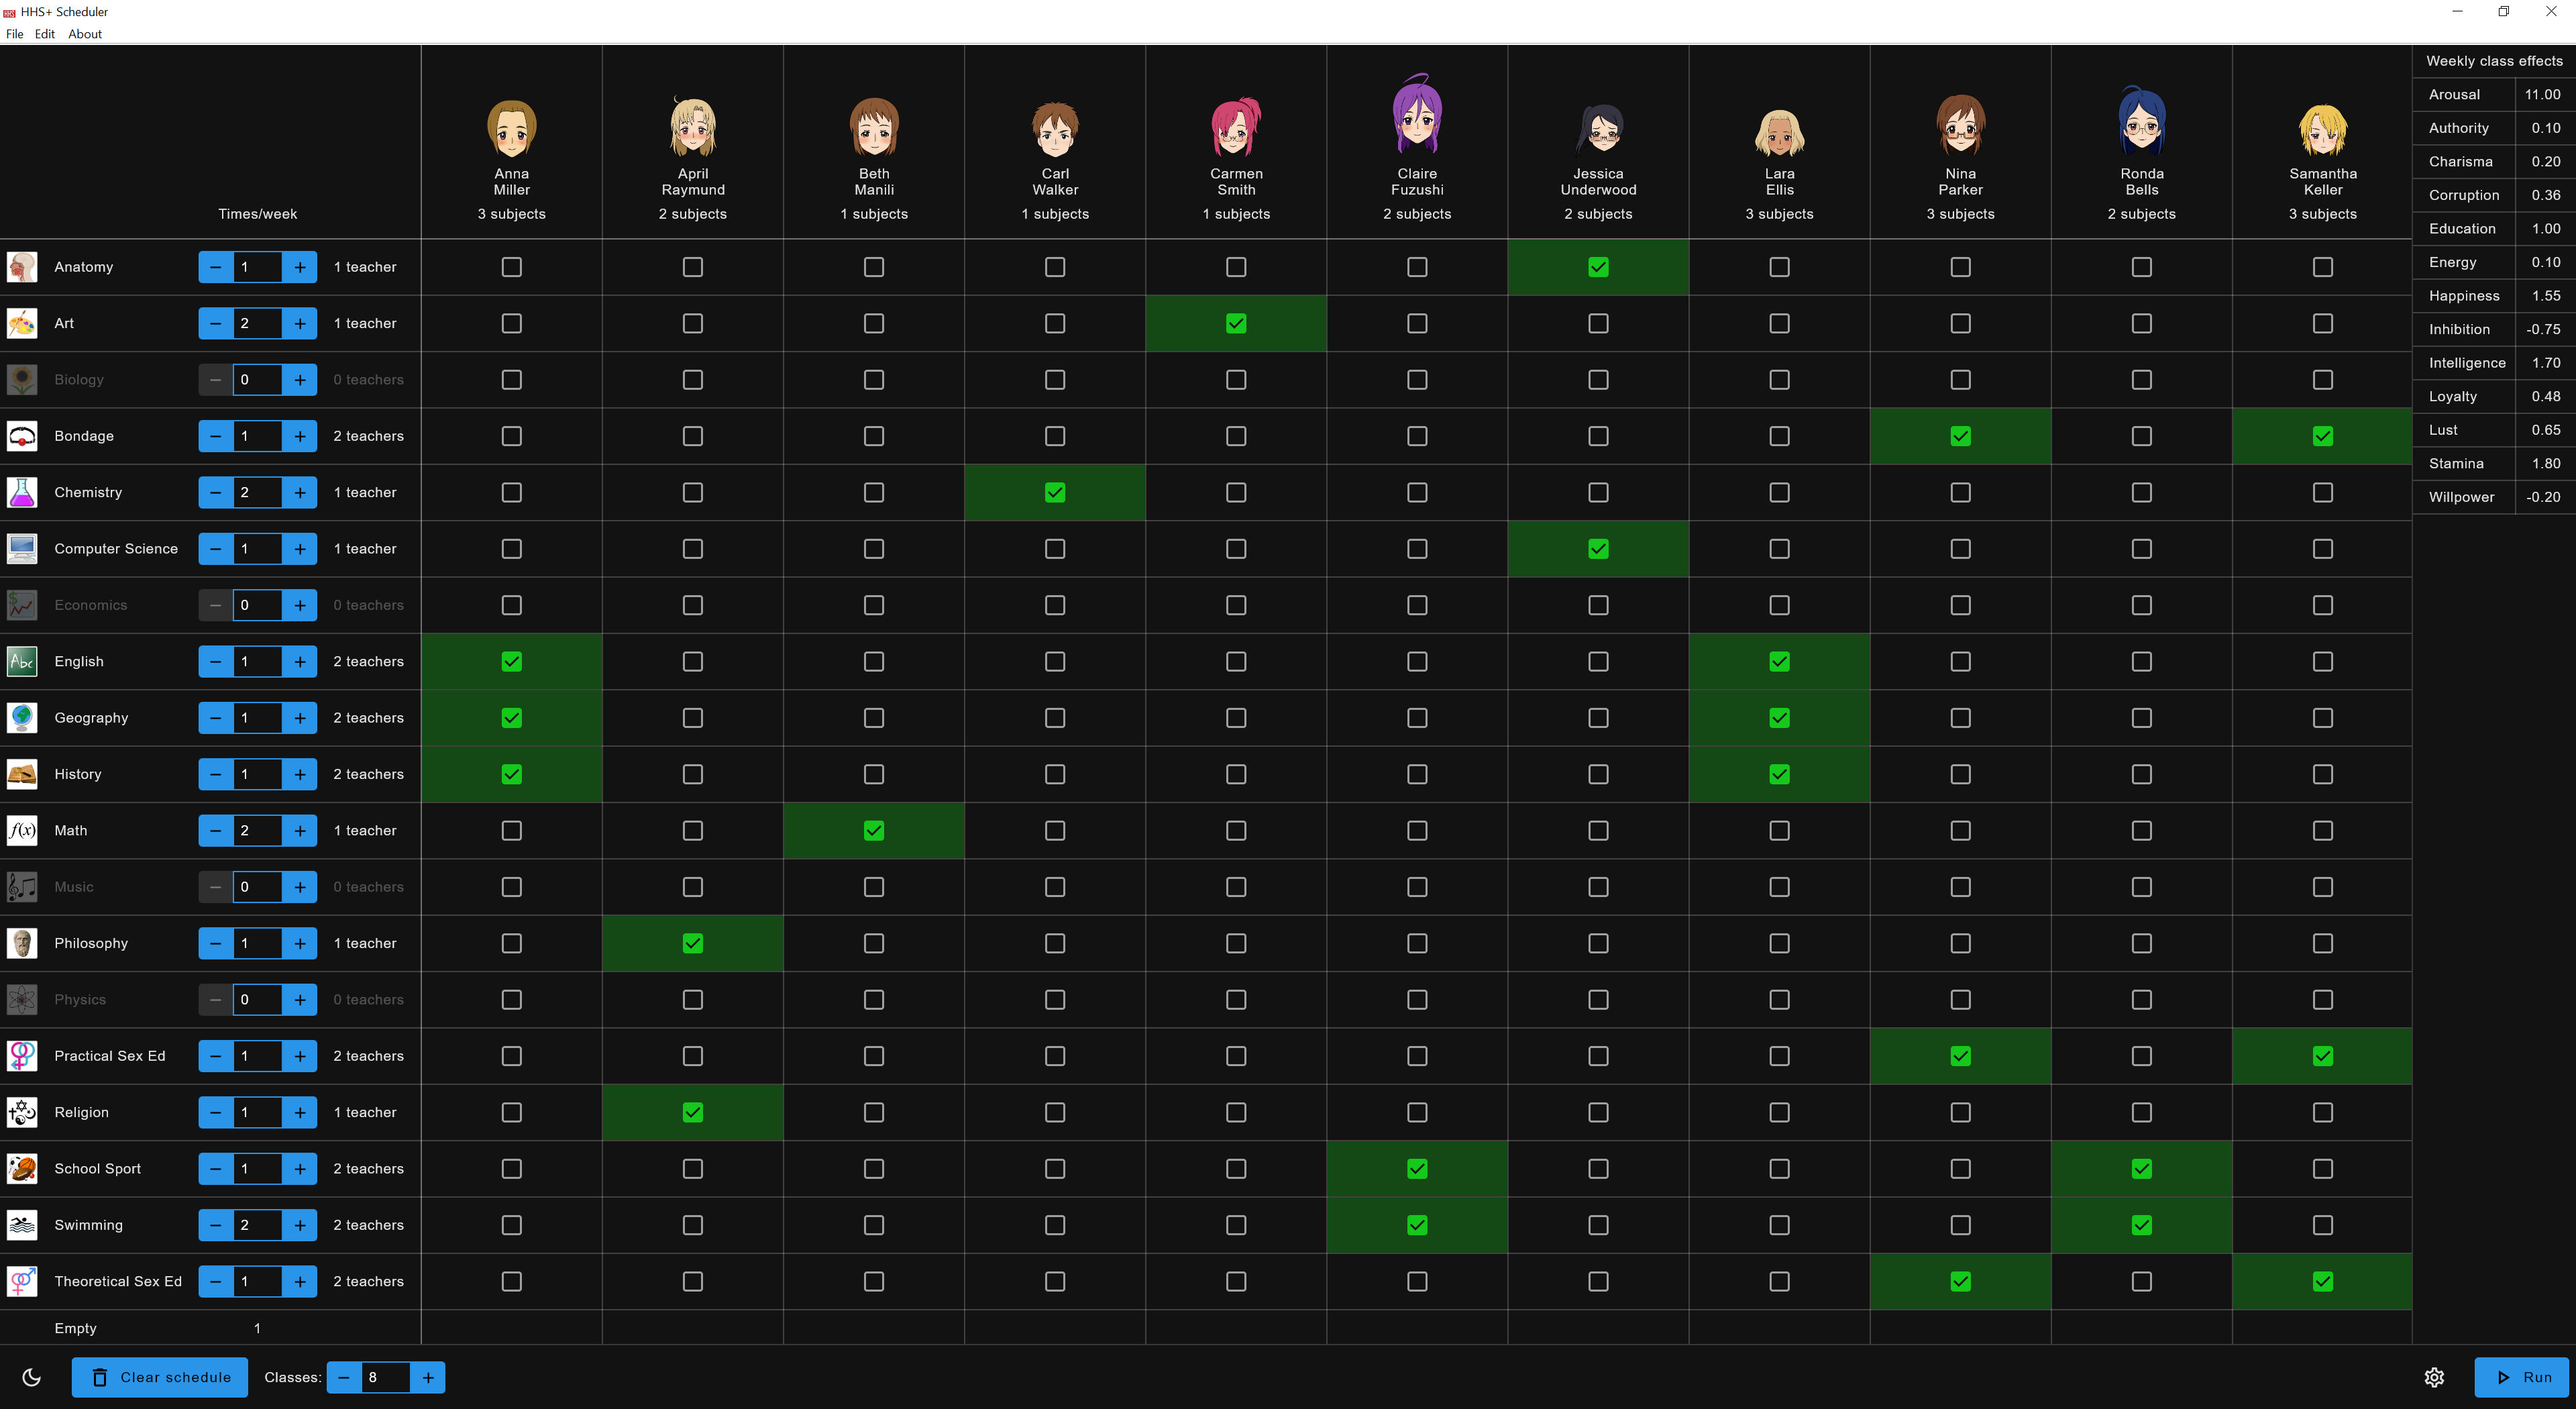 HHS+ Scheduler
File Edit About
Weekly class effects
Arousal 11.00
Authority 0.10
Charisma 0.20
Corruption 0.36
Education 1.00
Energy 0.10
Happiness 1.55
Inhibition -0.75
Intelligence 1.70
Loyalty 0.48
Lust 0.65
Stamina 1.80
Willpower -0.20
Times/week
Anna
Miller
3 subjects
April
Raymund
2 subjects
Beth
Manili
1 subjects
Carl
Walker
1 subjects
Carmen
Smith
1 subjects
Claire
Fuzushi
2 subjects
Jessica
Underwood
2 subjects
Lara
Ellis
3 subjects
Nina
Parker
3 subjects
Ronda
Bells
2 subjects
Samantha
Keller
3 subjects
Anatomy − 1 + 1 teacher
Art − 2 + 1 teacher
Biology − 0 + 0 teachers
Bondage − 1 + 2 teachers
Chemistry − 2 + 1 teacher
Computer Science − 1 + 1 teacher
Economics − 0 + 0 teachers
Abc English − 1 + 2 teachers
Geography − 1 + 2 teachers
History − 1 + 2 teachers
f(x) Math − 2 + 1 teacher
Music − 0 + 0 teachers
Philosophy − 1 + 1 teacher
Physics − 0 + 0 teachers
Practical Sex Ed − 1 + 2 teachers
Religion − 1 + 1 teacher
School Sport − 1 + 2 teachers
Swimming − 2 + 2 teachers
Theoretical Sex Ed − 1 + 2 teachers
Empty 1
Clear schedule Classes: − 8 + Run